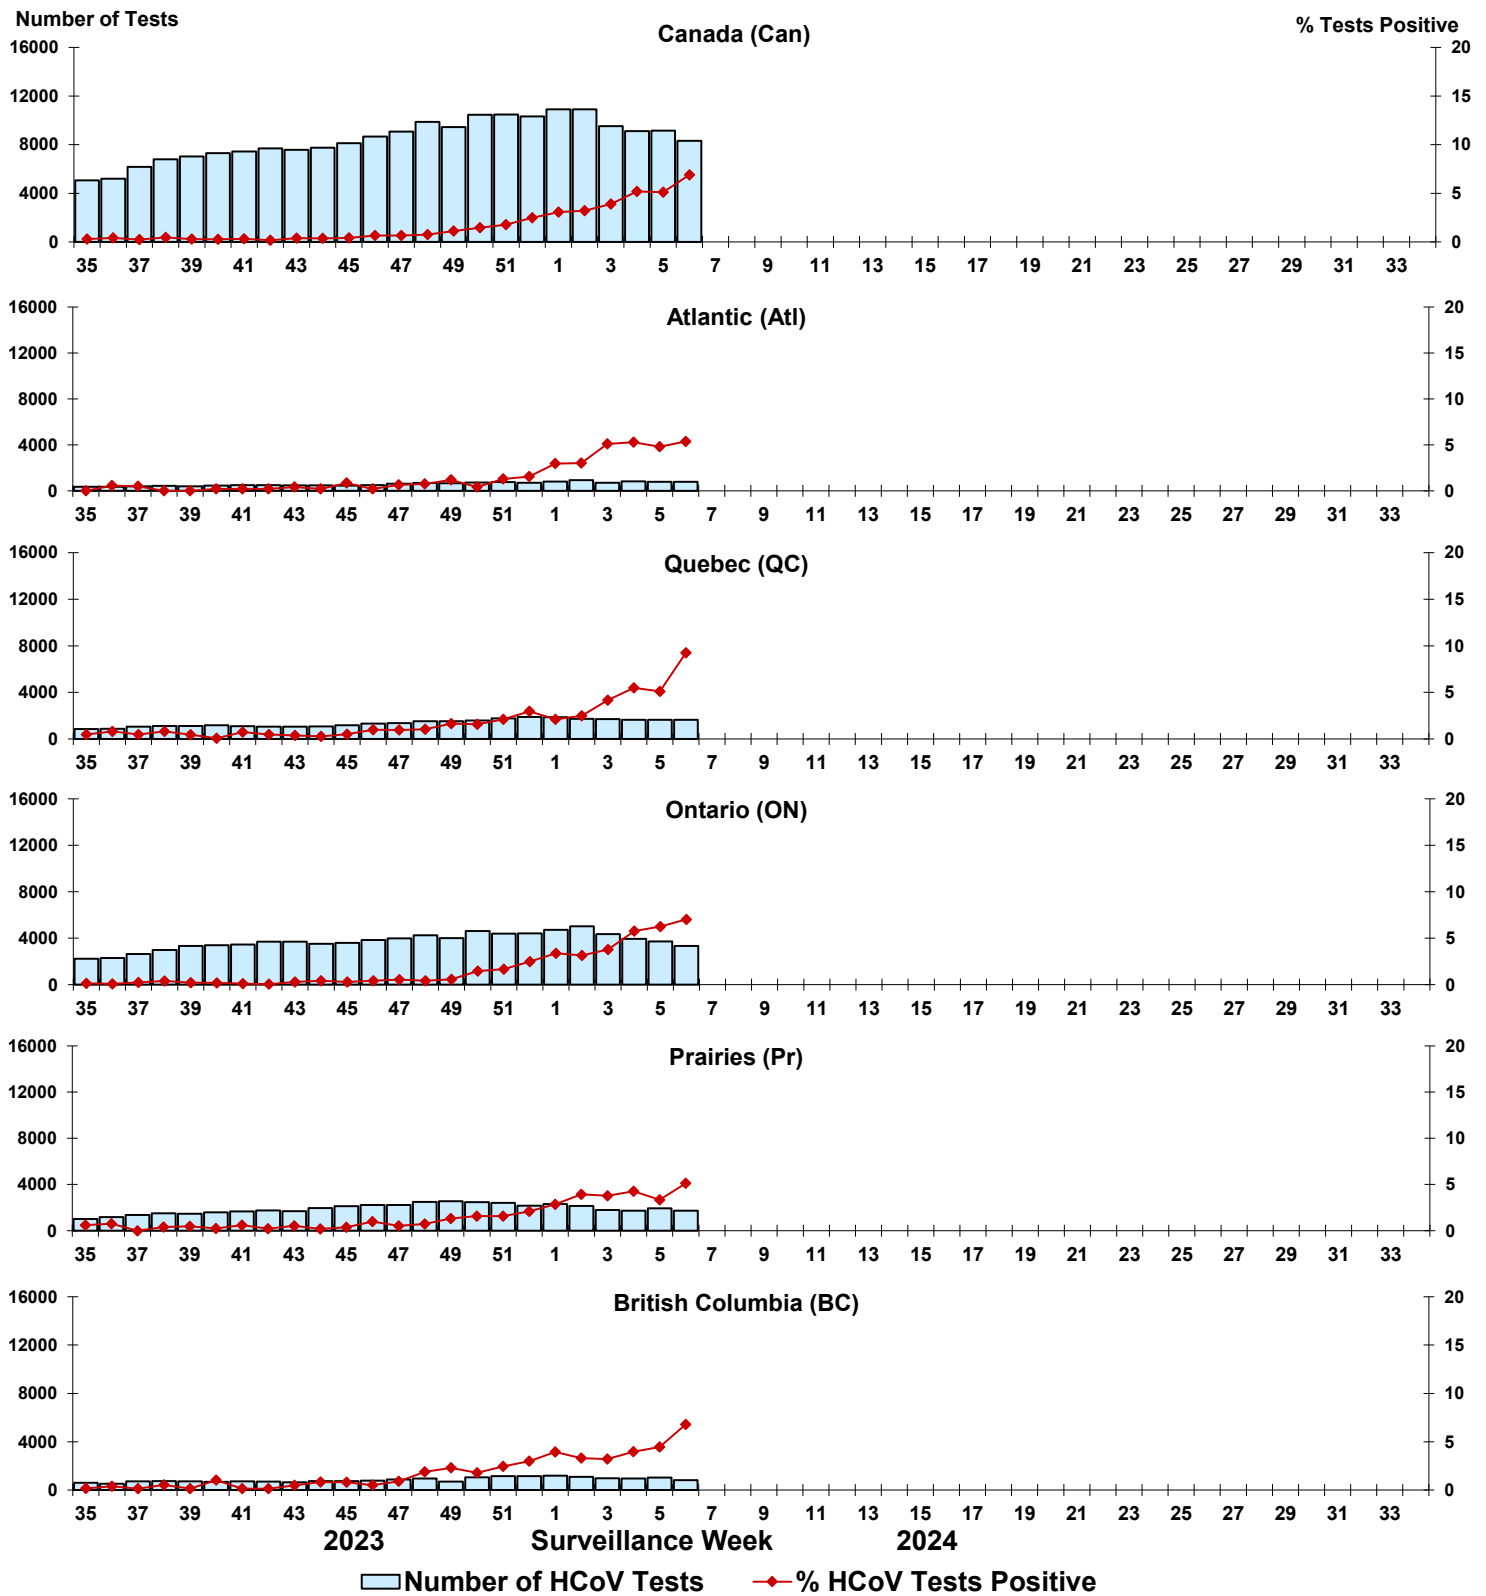 Number of Tests
Canada (Can)
% Tests Positive
16000 20
12000 15
8000 10
4000 5
0 0
35 37 39 41 43 45 47 49 51 1 3 5 7 9 11 13 15 17 19 21 23 25 27 29 31 33
Atlantic (Atl)
16000 20
12000 15
8000 10
4000 5
0 0
35 37 39 41 43 45 47 49 51 1 3 5 7 9 11 13 15 17 19 21 23 25 27 29 31 33
Quebec (QC)
16000 20
12000 15
8000 10
4000 5
0 0
35 37 39 41 43 45 47 49 51 1 3 5 7 9 11 13 15 17 19 21 23 25 27 29 31 33
Ontario (ON)
16000 20
12000 15
8000 10
4000 5
0 0
35 37 39 41 43 45 47 49 51 1 3 5 7 9 11 13 15 17 19 21 23 25 27 29 31 33
Prairies (Pr)
16000 20
12000 15
8000 10
4000 5
0 0
35 37 39 41 43 45 47 49 51 1 3 5 7 9 11 13 15 17 19 21 23 25 27 29 31 33
British Columbia (BC)
16000 20
12000 15
8000 10
4000 5
0 0
35 37 39 41 43 45 47 49 51 1 3 5 7 9 11 13 15 17 19 21 23 25 27 29 31 33
2023 Surveillance Week 2024
Number of HCoV Tests % HCoV Tests Positive